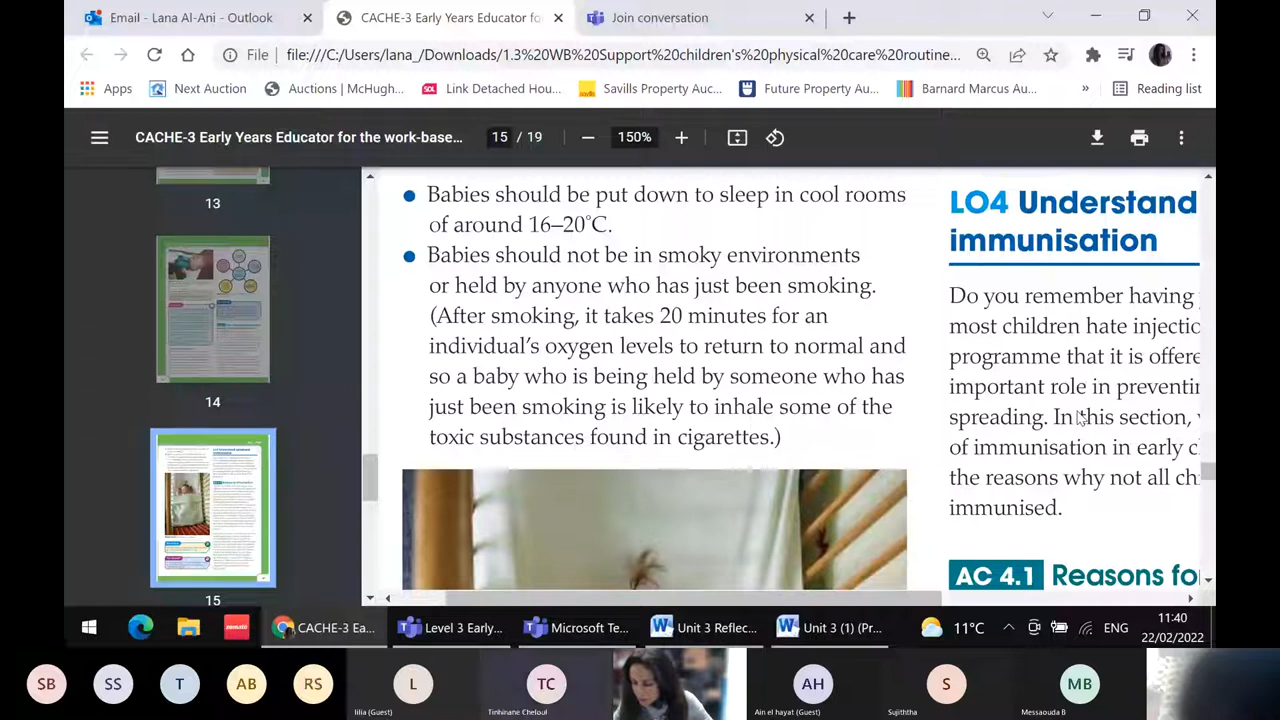 Email - Lana Al-Ani - Outlook
CACHE-3 Early Years Educator fo
Join conversation
File
file:///C:/Users/lana_/Downloads/1.3%20WB%20Support%20children's%20physical%20care%20routine...
Apps
Next Auction
Auctions | McHugh...
Link Detached Hou...
Savills Property Auc...
Future Property Au...
Barnard Marcus Au...
»
Reading list
CACHE-3 Early Years Educator for the work-base...
15 / 19
150%
13
14
15
Babies should be put down to sleep in cool rooms
of around 16–20°C.
Babies should not be in smoky environments
or held by anyone who has just been smoking.
(After smoking, it takes 20 minutes for an
individual's oxygen levels to return to normal and
so a baby who is being held by someone who has
just been smoking is likely to inhale some of the
toxic substances found in cigarettes.)
LO4 Understand
immunisation
Do you remember having
most children hate injectio
programme that it is offere
important role in preventin
spreading. In this section,
of immunisation in early c
the reasons why not all ch
immunised.
AC 4.1 Reasons fo
zomato
CACHE-3 Ea...
Level 3 Early...
Microsoft Te...
Unit 3 Reflec...
Unit 3 (1) (Pr...
11°C
ENG
11:40
22/02/2022
SB
SS
T
AB
RS
L
lilia (Guest)
TC
Tinhinane Cheloul
AH
Ain el hayat (Guest)
S
Sujiththa
MB
Messaouda B